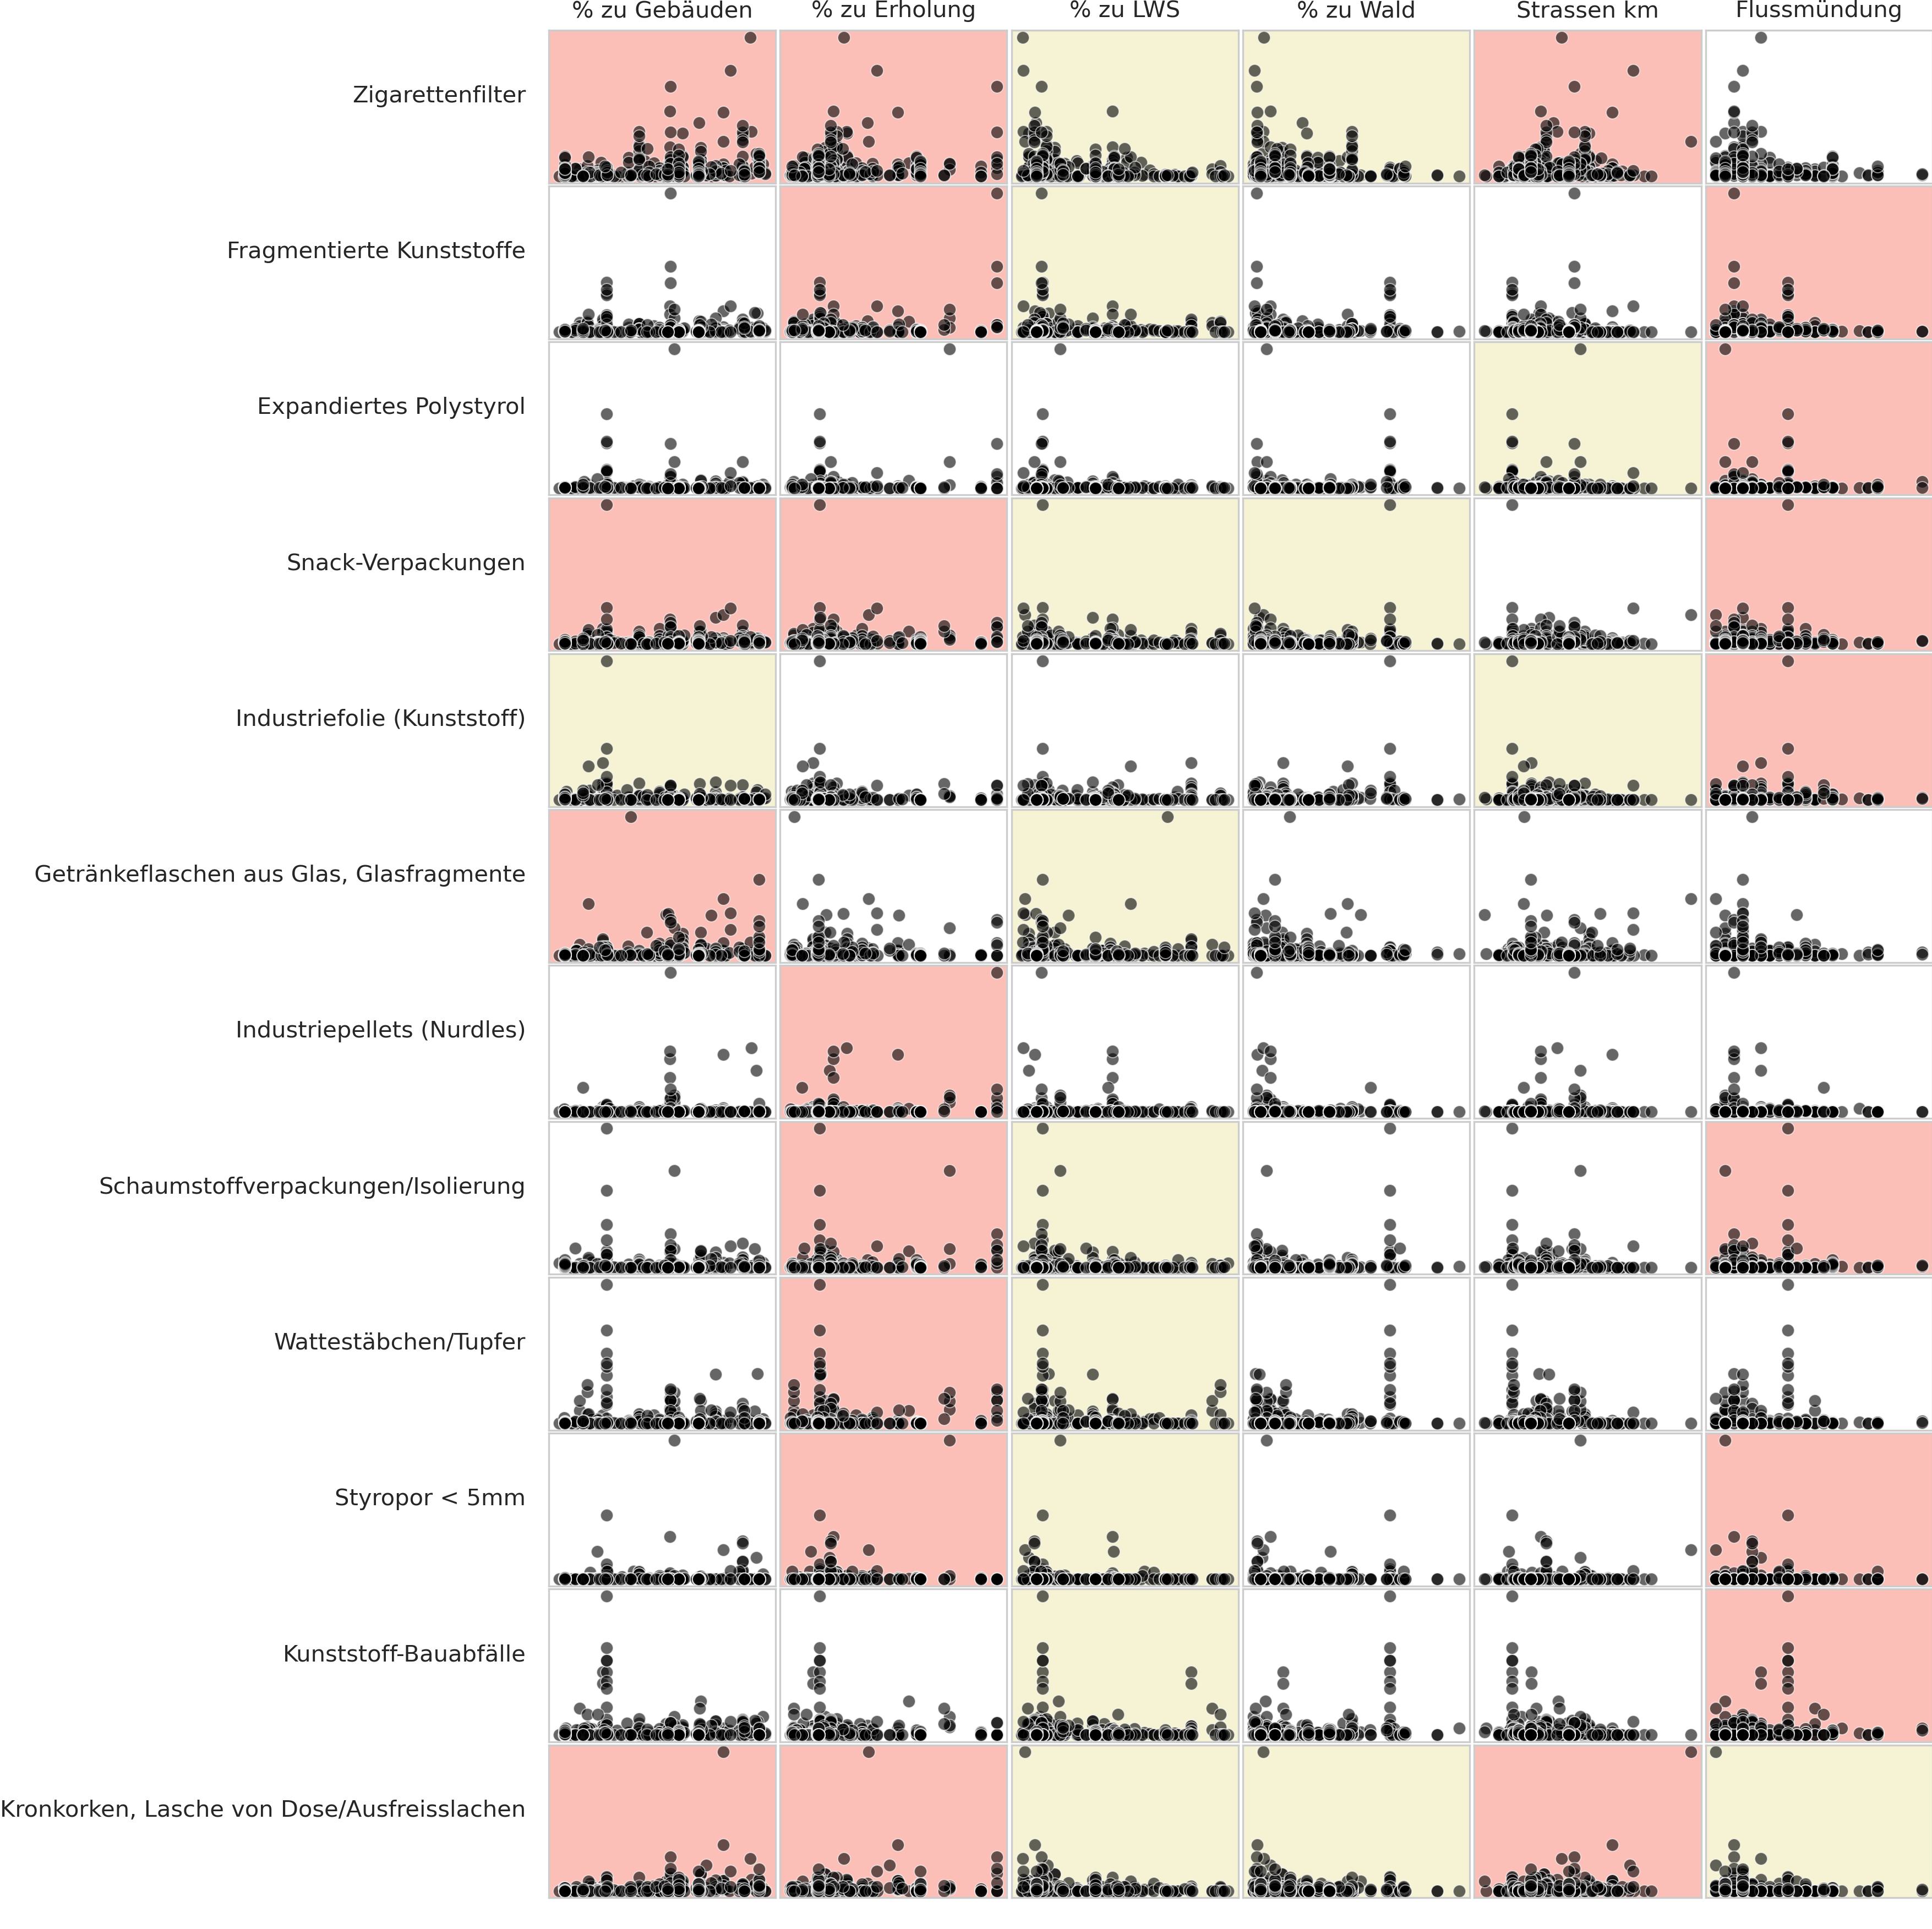 % zu Gebäuden % zu Erholung % zu LWS % zu Wald Strassen km Flussmündung
Zigarettenfilter
Fragmentierte Kunststoffe
Expandiertes Polystyrol
Snack-Verpackungen
Industriefolie (Kunststoff)
Getränkeflaschen aus Glas, Glasfragmente
Industriepellets (Nurdles)
Schaumstoffverpackungen/Isolierung
Wattestäbchen/Tupfer
Styropor < 5mm
Kunststoff-Bauabfälle
Kronkorken, Lasche von Dose/Ausfreisslachen